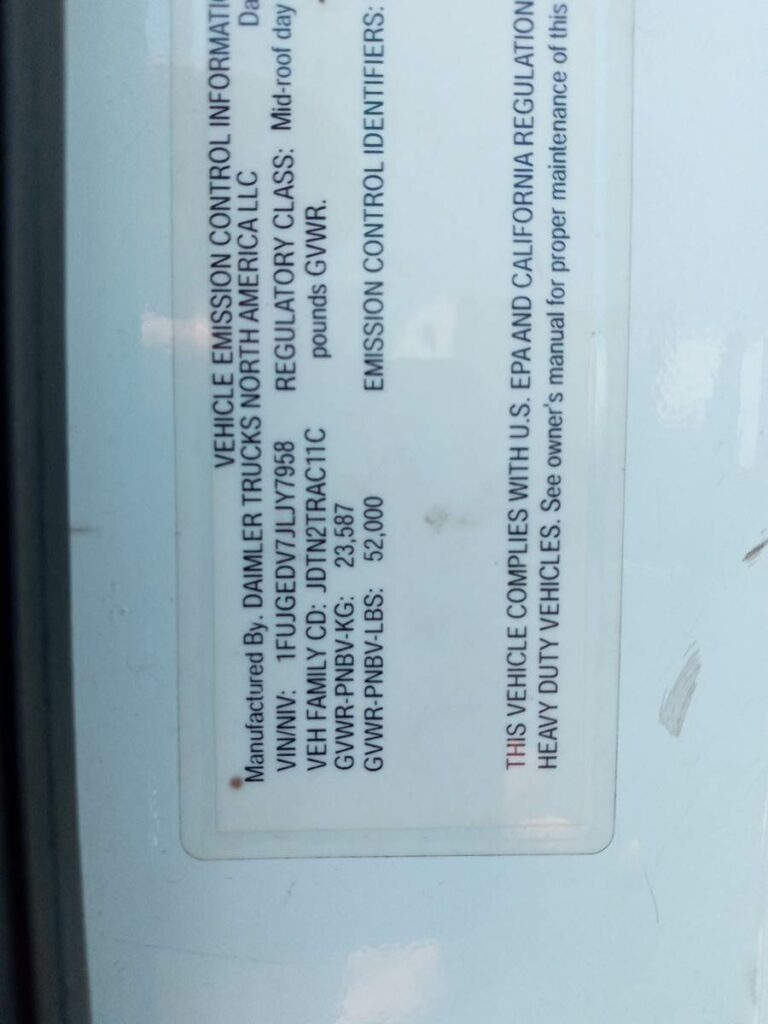 VEHICLE EMISSION CONTROL INFORMATI
Manufactured By. DAIMLER TRUCKS NORTH AMERICA LLC Da
VIN/NIV: 1FUJGEDV7JLJY7958 REGULATORY CLASS: Mid-roof day
VEH FAMILY CD: JDTN2TRAC11C pounds GVWR.
GVWR-PNBV-KG: 23,587
GVWR-PNBV-LBS: 52,000 EMISSION CONTROL IDENTIFIERS:
THIS VEHICLE COMPLIES WITH U.S. EPA AND CALIFORNIA REGULATION
HEAVY DUTY VEHICLES. See owner's manual for proper maintenance of this